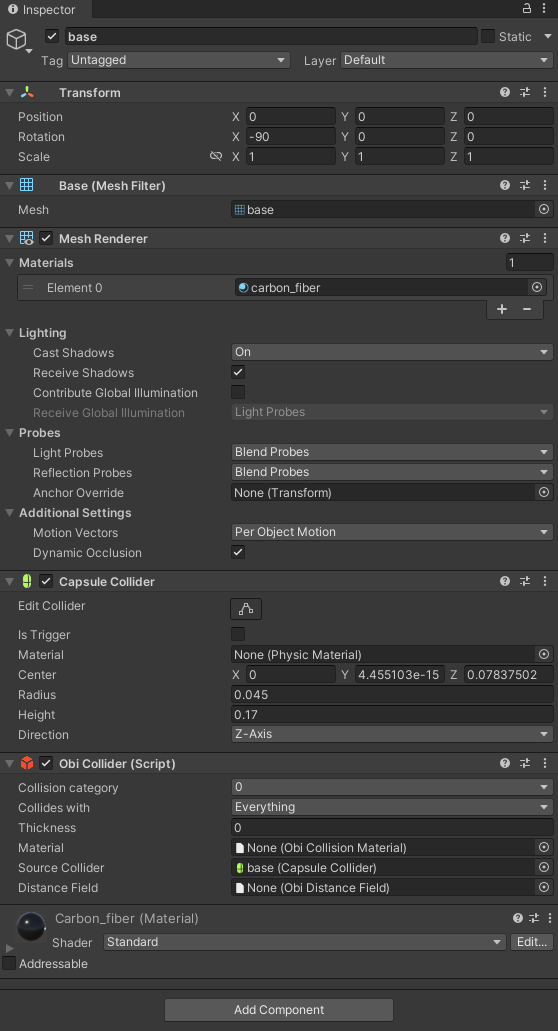 Inspector
base
Static
Tag Untagged Layer Default
Transform
Position X 0 Y 0 Z 0
Rotation X -90 Y 0 Z 0
Scale X 1 Y 1 Z 1
Base (Mesh Filter)
Mesh base
Mesh Renderer
Materials 1
Element 0 carbon_fiber
Lighting
Cast Shadows On
Receive Shadows
Contribute Global Illumination
Receive Global Illumination Light Probes
Probes
Light Probes Blend Probes
Reflection Probes Blend Probes
Anchor Override None (Transform)
Additional Settings
Motion Vectors Per Object Motion
Dynamic Occlusion
Capsule Collider
Edit Collider
Is Trigger
Material None (Physic Material)
Center X 0 Y 4.455103e-15 Z 0.07837502
Radius 0.045
Height 0.17
Direction Z-Axis
Obi Collider (Script)
Collision category 0
Collides with Everything
Thickness 0
Material None (Obi Collision Material)
Source Collider base (Capsule Collider)
Distance Field None (Obi Distance Field)
Carbon_fiber (Material)
Shader Standard Edit...
Addressable
Add Component